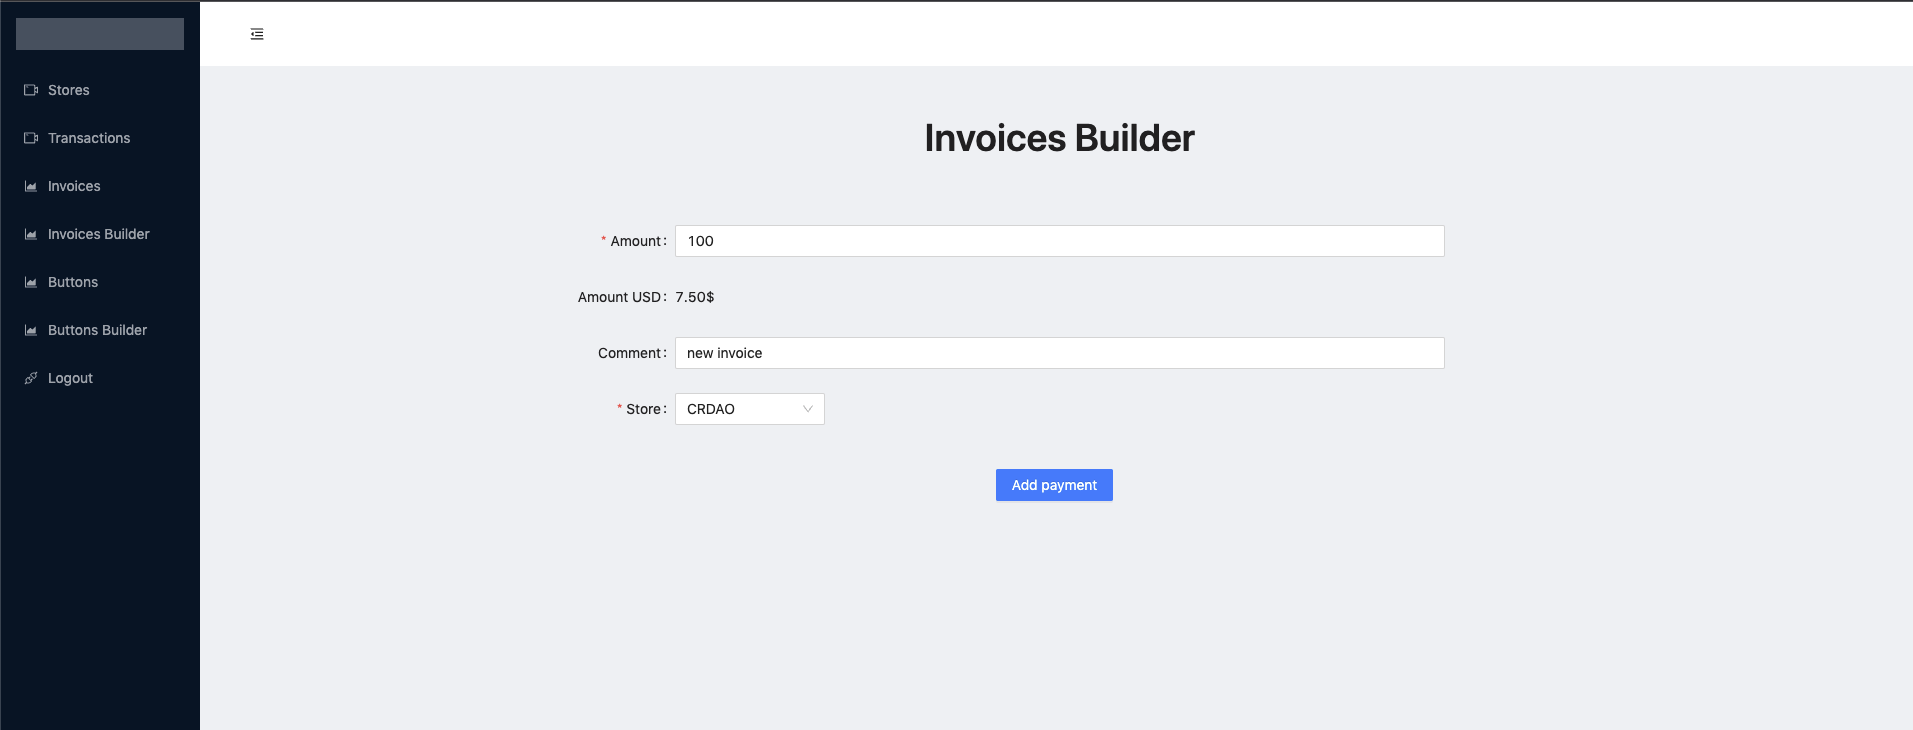 Stores
Transactions
Invoices
Invoices Builder
Buttons
Buttons Builder
Logout
Invoices Builder
* Amount: 100
Amount USD: 7.50$
Comment: new invoice
* Store: CRDAO
Add payment